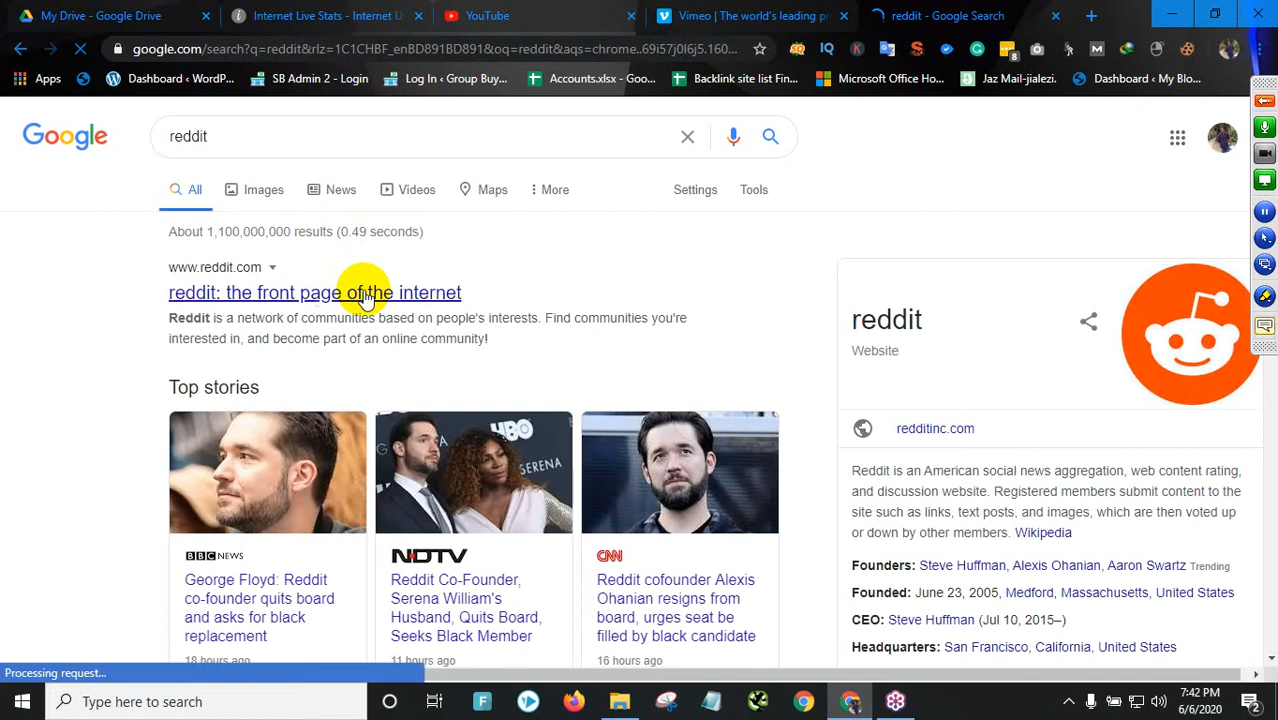 My Drive - Google Drive
Internet Live Stats - Internet U
YouTube
Vimeo | The world's leading pr
reddit - Google Search
google.com/search?q=reddit&rlz=1C1CHBF_enBD891BD891&oq=reddit&aqs=chrome..69i57j0l6j5.160...
Apps
Dashboard ‹ WordP...
SB Admin 2 - Login
Log In ‹ Group Buy...
Accounts.xlsx - Goo...
Backlink site list Fin...
Microsoft Office Ho...
Jaz Mail-jialezi.
Dashboard ‹ My Blo...
Google
reddit
All
Images
News
Videos
Maps
More
Settings
Tools
About 1,100,000,000 results (0.49 seconds)
www.reddit.com
reddit: the front page of the internet
Reddit is a network of communities based on people's interests. Find communities you're
interested in, and become part of an online community!
Top stories
HBO
SERENA
BBC NEWS
George Floyd: Reddit
co-founder quits board
and asks for black
replacement
18 hours ago
NDTV
Reddit Co-Founder,
Serena William's
Husband, Quits Board,
Seeks Black Member
11 hours ago
CNN
Reddit cofounder Alexis
Ohanian resigns from
board, urges seat be
filled by black candidate
16 hours ago
reddit
Website
redditinc.com
Reddit is an American social news aggregation, web content rating,
and discussion website. Registered members submit content to the
site such as links, text posts, and images, which are then voted up
or down by other members. Wikipedia
Founders: Steve Huffman, Alexis Ohanian, Aaron Swartz Trending
Founded: June 23, 2005, Medford, Massachusetts, United States
CEO: Steve Huffman (Jul 10, 2015–)
Headquarters: San Francisco, California, United States
Processing request...
Type here to search
7:42 PM
6/6/2020
2